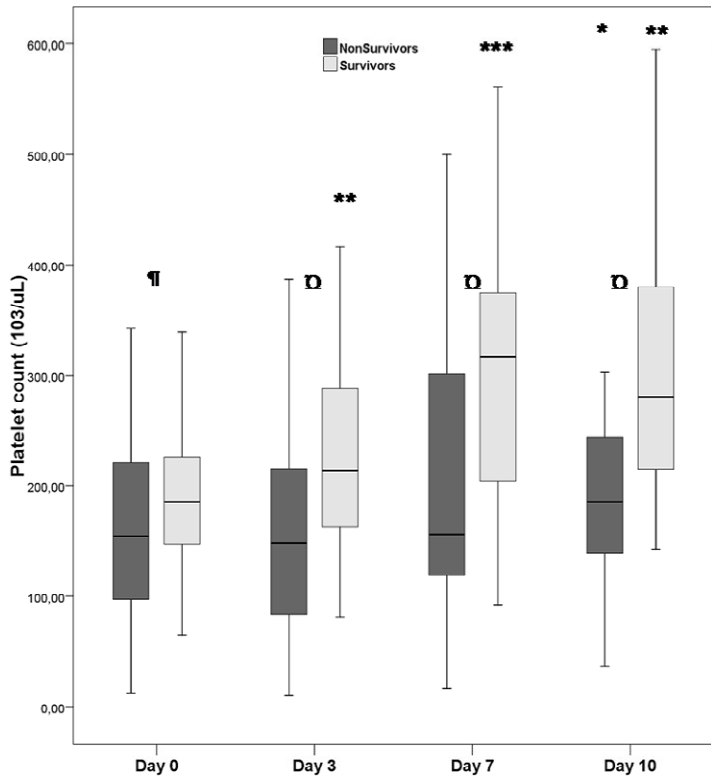 Platelet count (103/uL)
600,00
500,00
400,00
300,00
200,00
100,00
0,00
NonSurvivors
Survivors
¶
¤
**
¤
***
¤
*
**
Day 0
Day 3
Day 7
Day 10